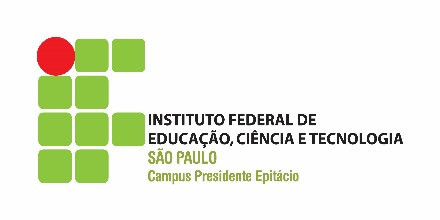 INSTITUTO FEDERAL DE
EDUCAÇÃO, CIÊNCIA E TECNOLOGIA
SÃO PAULO
Campus Presidente Epitácio